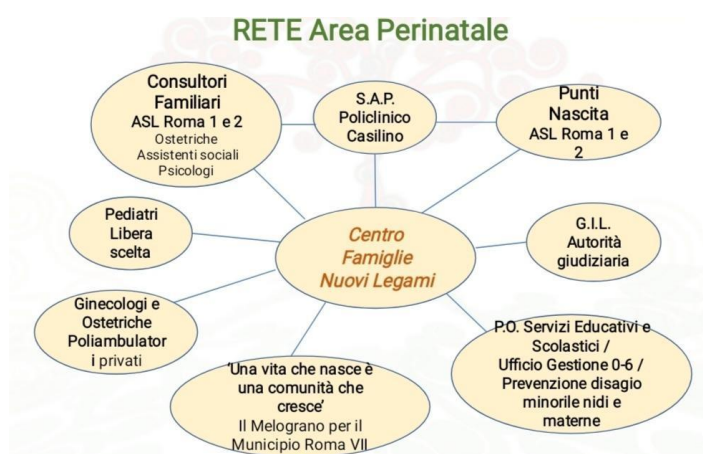 RETE Area Perinatale
Consultori
Familiari
ASL Roma 1 e 2
Ostetriche
Assistenti sociali
Psicologi
S.A.P.
Policlinico
Casilino
Punti
Nascita
ASL Roma 1 e
2
Pediatri
Libera
scelta
Centro
Famiglie
Nuovi Legami
G.I.L.
Autorità
giudiziaria
Ginecologi e
Ostetriche
Poliambulator
i privati
'Una vita che nasce è
una comunità che
cresce'
Il Melograno per il
Municipio Roma VII
P.O. Servizi Educativi e
Scolastici /
Ufficio Gestione 0-6 /
Prevenzione disagio
minorile nidi e
materne